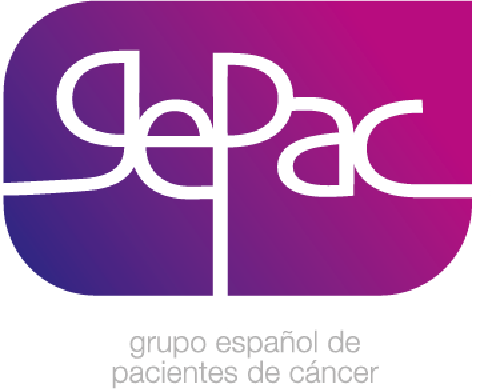 gepac
grupo español de
pacientes de cáncer